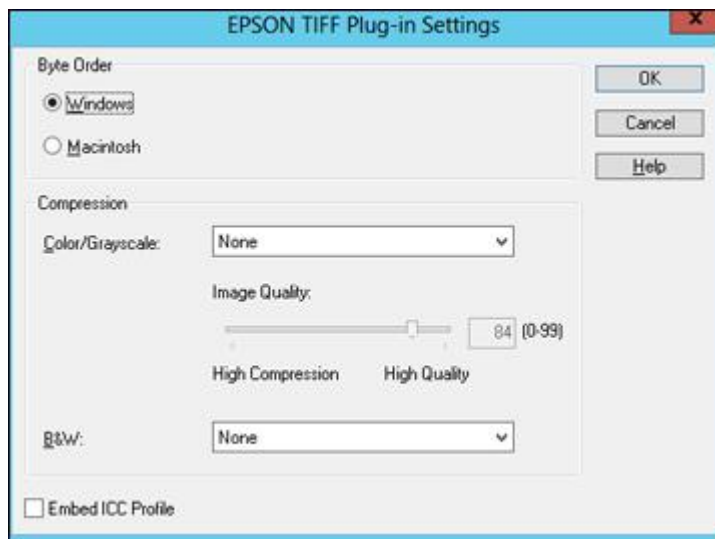 EPSON TIFF Plug-in Settings
x
Byte Order
Windows
Macintosh
OK
Cancel
Help
Compression
Color/Grayscale:
None
Image Quality:
84 (0-99)
High Compression High Quality
B&W:
None
Embed ICC Profile